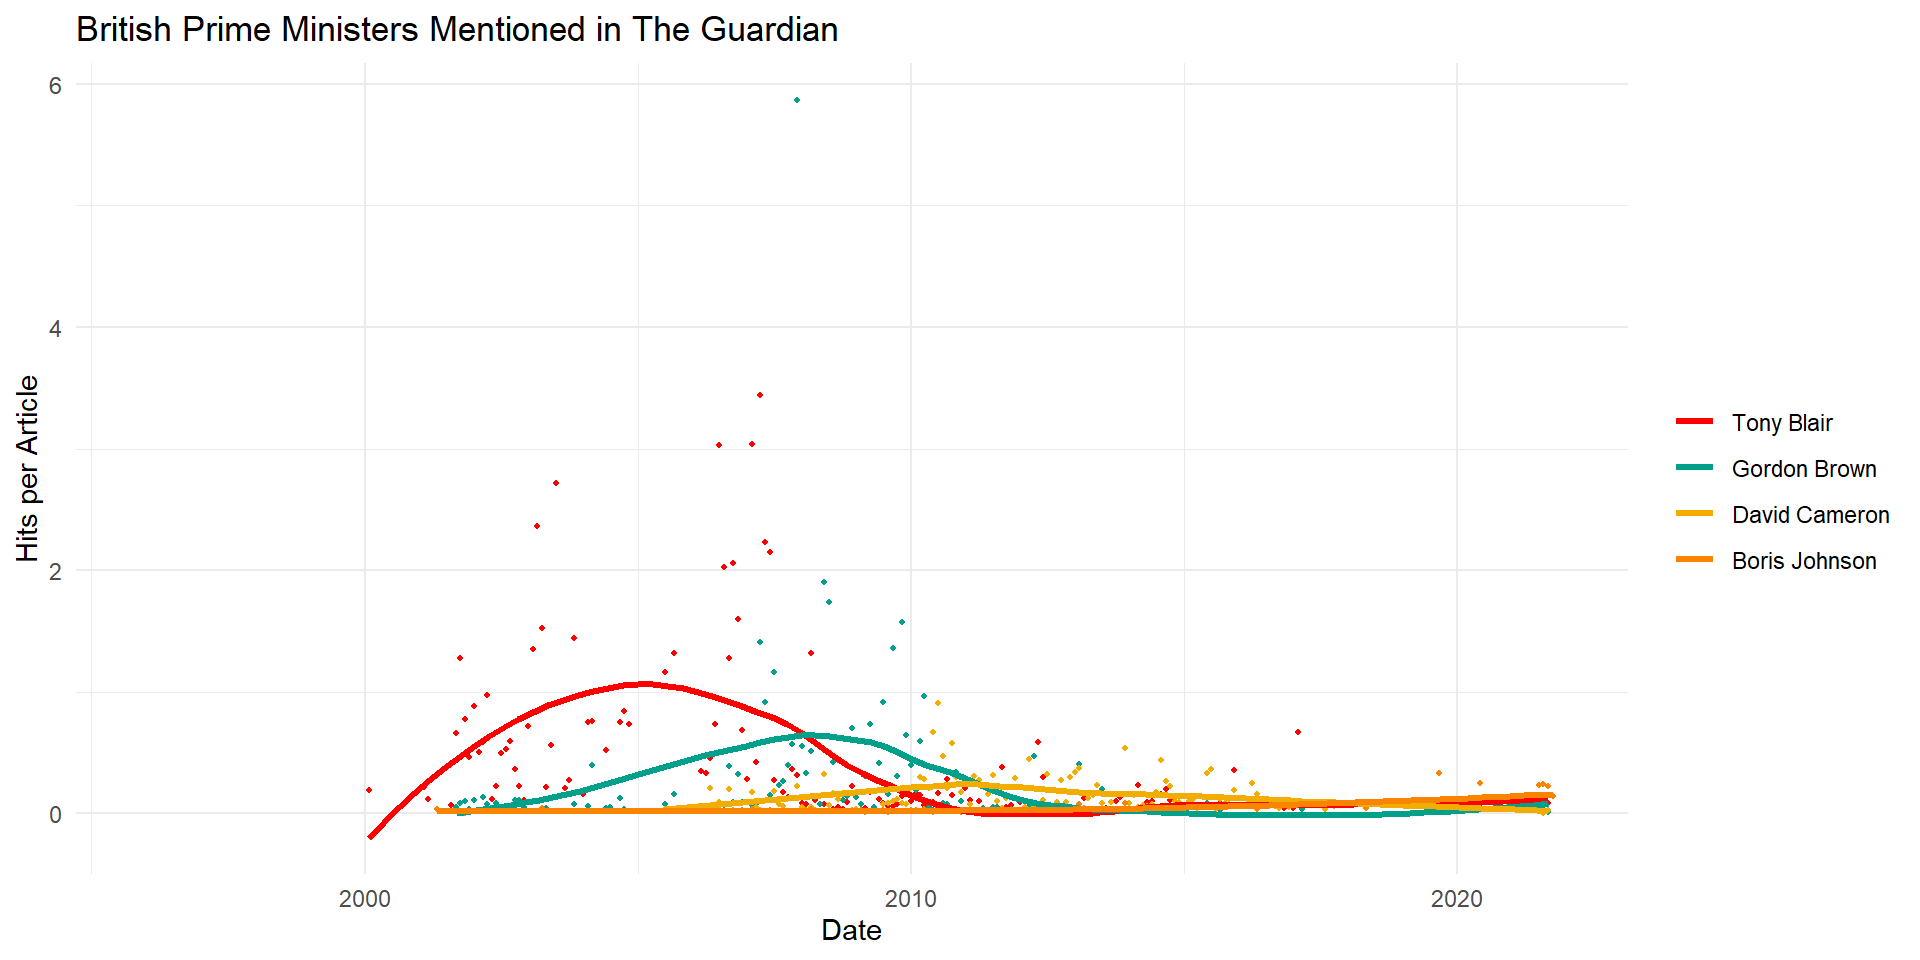 British Prime Ministers Mentioned in The Guardian
6
4
2
0
Hits per Article
2000
2010
2020
Date
Tony Blair
Gordon Brown
David Cameron
Boris Johnson